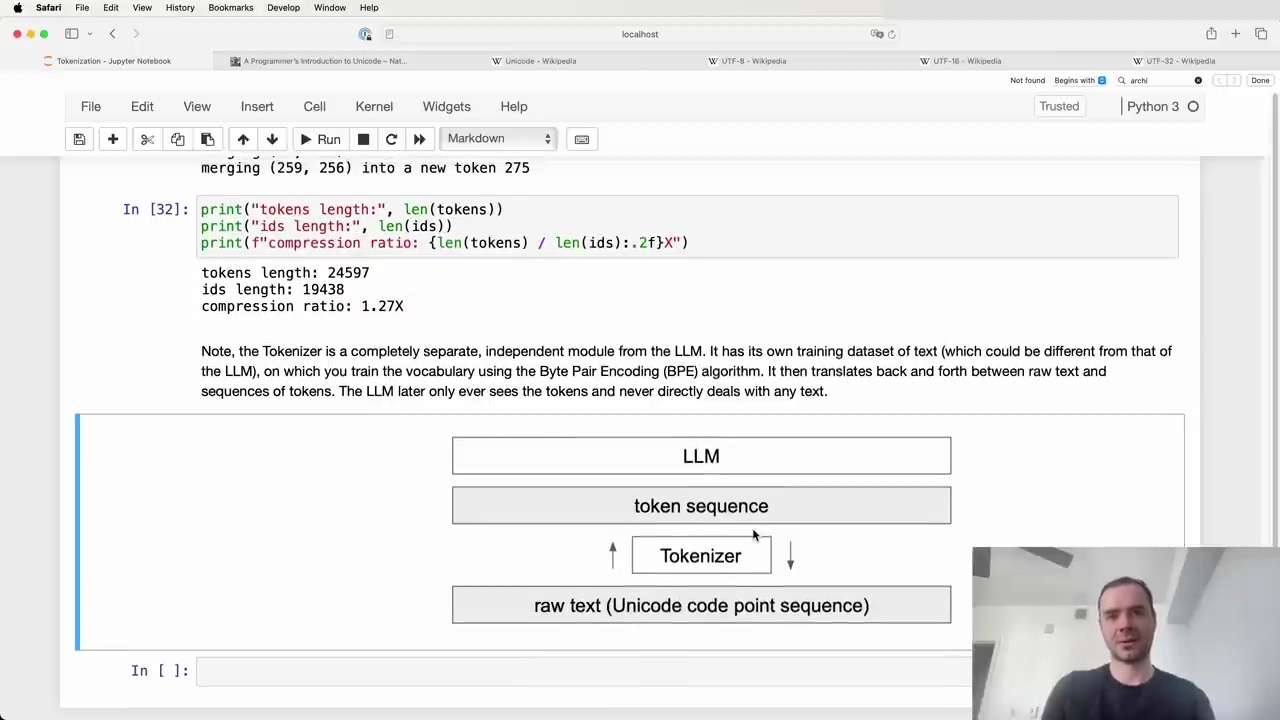 Safari File Edit View History Bookmarks Develop Window Help
localhost
Tokenization - Jupyter Notebook
A Programmer's Introduction to Unicode – Nat...
Unicode - Wikipedia
UTF-8 - Wikipedia
UTF-16 - Wikipedia
UTF-32 - Wikipedia
Not found Begins with archi Done
File Edit View Insert Cell Kernel Widgets Help Trusted Python 3
Run Markdown
merging (259, 256) into a new token 275
In [32]: print("tokens length:", len(tokens))
print("ids length:", len(ids))
print(f"compression ratio: {len(tokens) / len(ids):.2f}X")
tokens length: 24597
ids length: 19438
compression ratio: 1.27X
Note, the Tokenizer is a completely separate, independent module from the LLM. It has its own training dataset of text (which could be different from that of
the LLM), on which you train the vocabulary using the Byte Pair Encoding (BPE) algorithm. It then translates back and forth between raw text and
sequences of tokens. The LLM later only ever sees the tokens and never directly deals with any text.
LLM
token sequence
Tokenizer
raw text (Unicode code point sequence)
In [ ]: